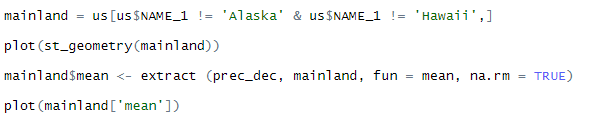 mainland = us[us$NAME_1 != 'Alaska' & us$NAME_1 != 'Hawaii',]
plot(st_geometry(mainland))
mainland$mean <- extract (prec_dec, mainland, fun = mean, na.rm = TRUE)
plot(mainland['mean'])